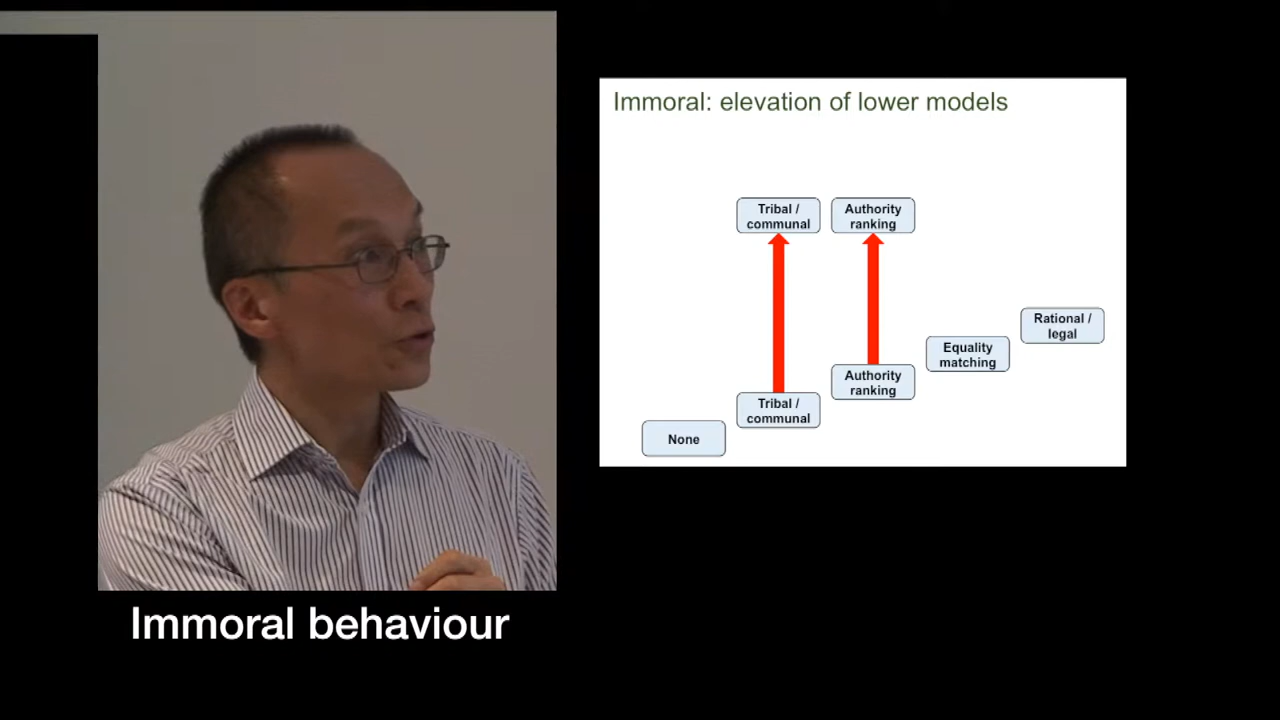 Immoral: elevation of lower models
Tribal /
communal
Authority
ranking
Rational /
legal
Equality
matching
Authority
ranking
Tribal /
communal
None
Immoral behaviour